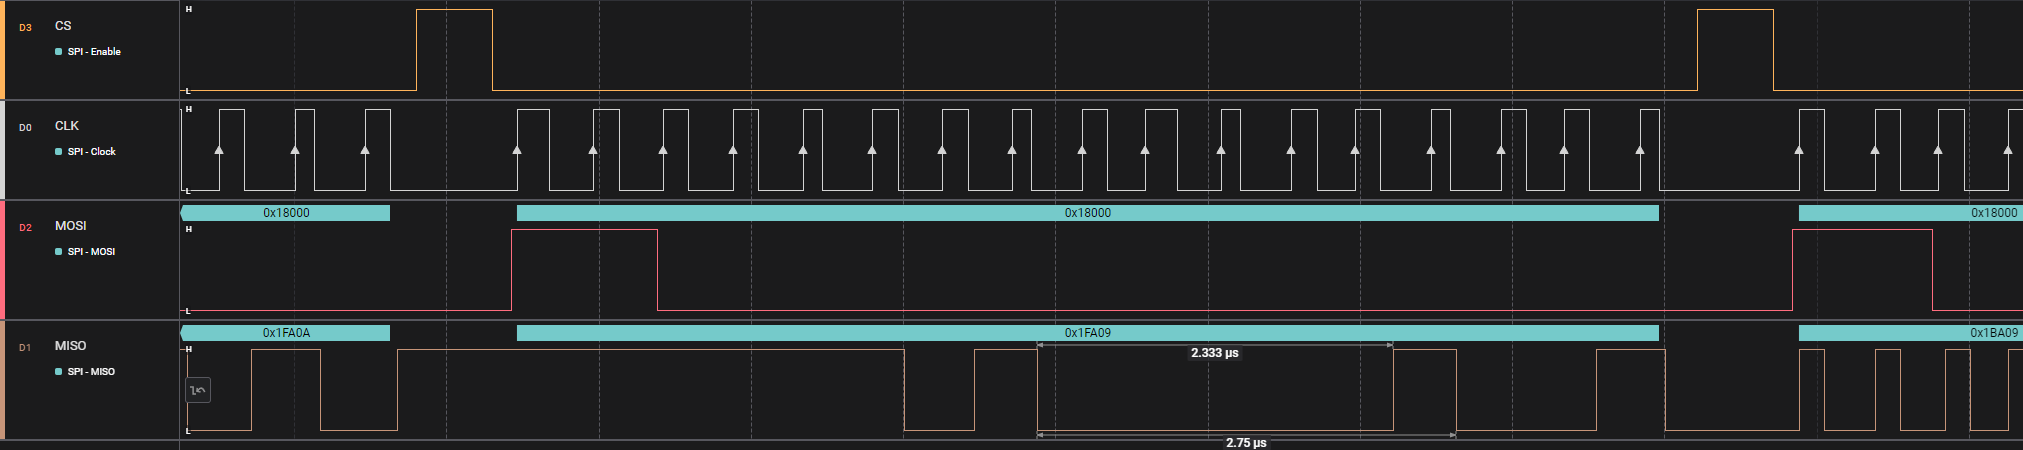 D3 CS H
SPI - Enable
L
D0 CLK H
SPI - Clock
L
0x18000 0x18000 0x18000
D2 MOSI H
SPI - MOSI
L
0x1FA0A 0x1FA09 0x1BA09
D1 MISO H
2.333 µs
SPI - MISO
L
2.75 µs